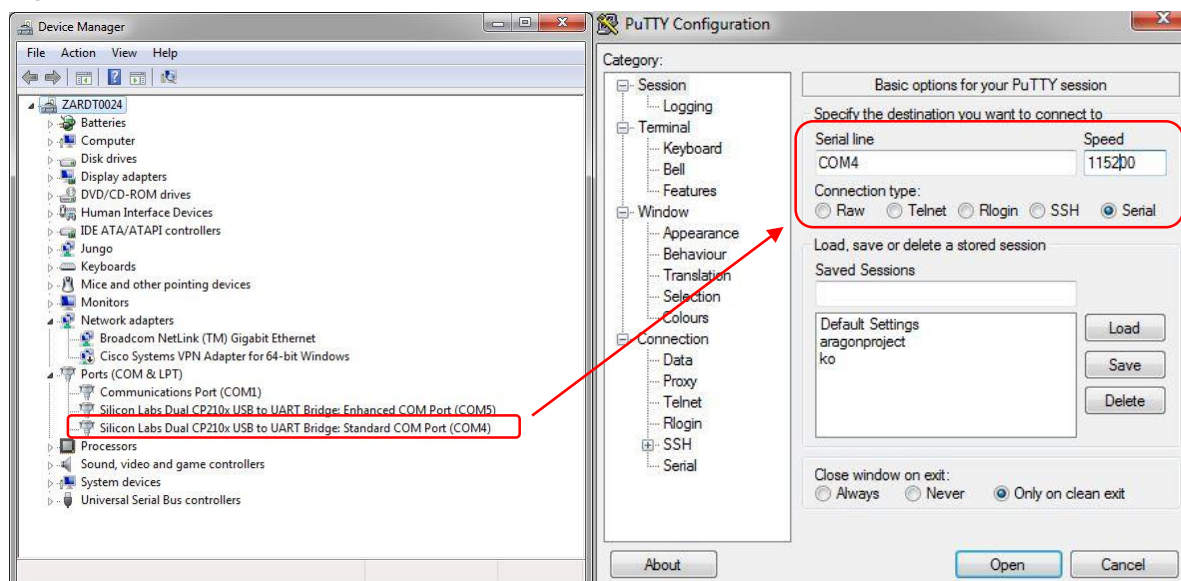 Device Manager
File Action View Help
ZARDT0024
Batteries
Computer
Disk drives
Display adapters
DVD/CD-ROM drives
Human Interface Devices
IDE ATA/ATAPI controllers
Jungo
Keyboards
Mice and other pointing devices
Monitors
Network adapters
Broadcom NetLink (TM) Gigabit Ethernet
Cisco Systems VPN Adapter for 64-bit Windows
Ports (COM & LPT)
Communications Port (COM1)
Silicon Labs Dual CP210x USB to UART Bridge: Enhanced COM Port (COM5)
Silicon Labs Dual CP210x USB to UART Bridge: Standard COM Port (COM4)
Processors
Sound, video and game controllers
System devices
Universal Serial Bus controllers
PuTTY Configuration
Category:
Session
Logging
Terminal
Keyboard
Bell
Features
Window
Appearance
Behaviour
Translation
Selection
Colours
Connection
Data
Proxy
Telnet
Rlogin
SSH
Serial
Basic options for your PuTTY session
Specify the destination you want to connect to
Serial line Speed
COM4 115200
Connection type:
Raw Telnet Rlogin SSH Serial
Load, save or delete a stored session
Saved Sessions
Default Settings
aragonproject
ko
Load
Save
Delete
Close window on exit:
Always Never Only on clean exit
About Open Cancel